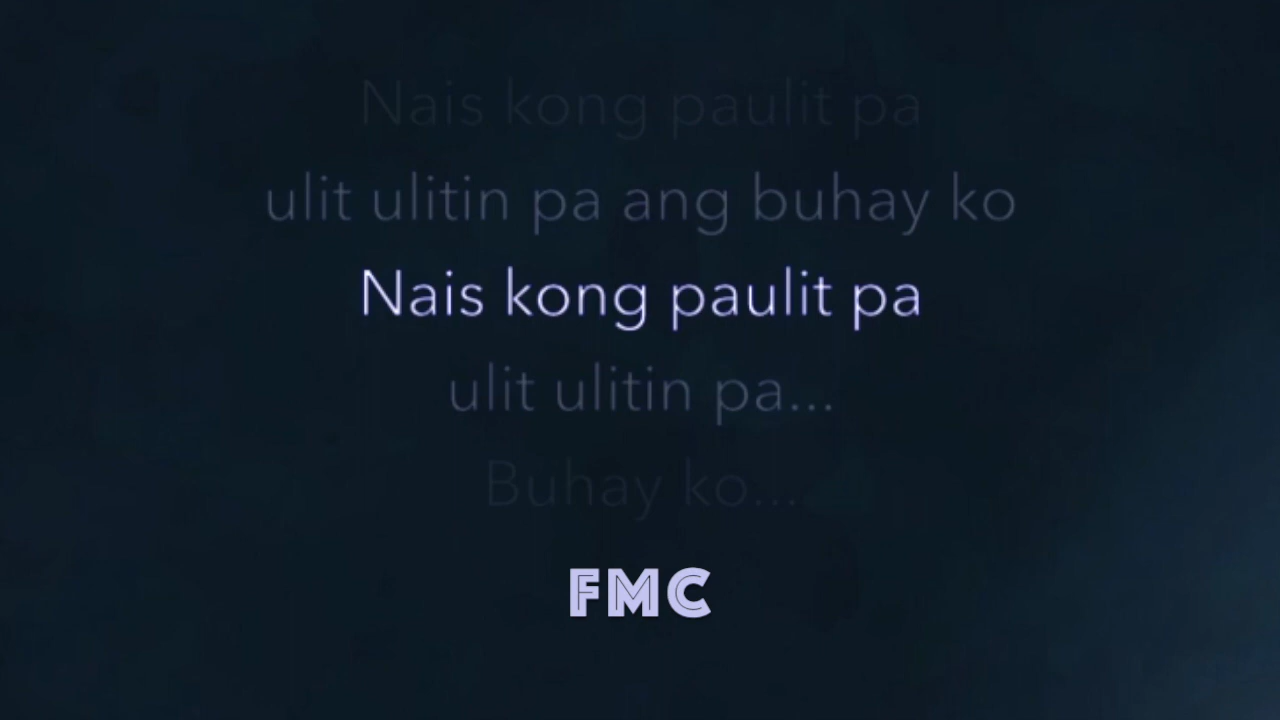 Nais kong paulit pa
ulit ulitin pa ang buhay ko
Nais kong paulit pa
ulit ulitin pa...
Buhay ko...
FMC